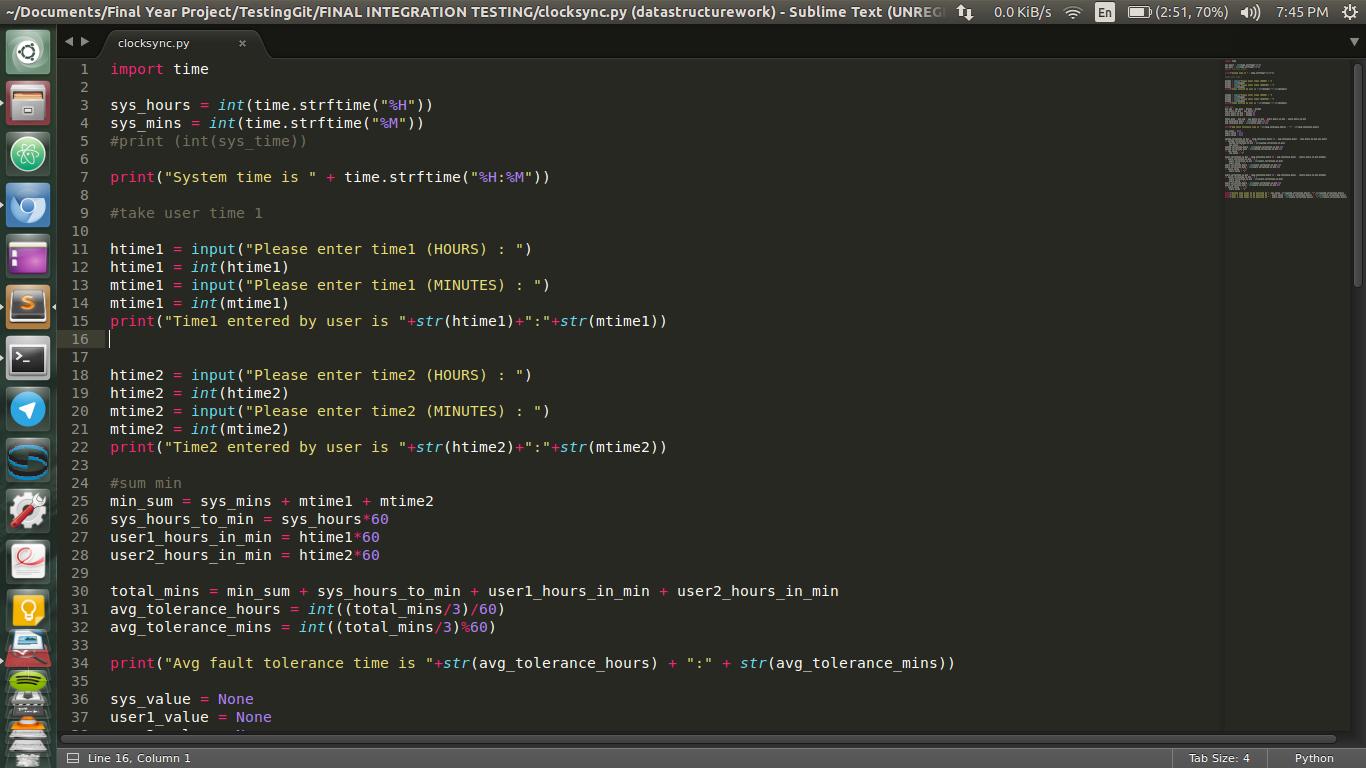 ~/Documents/Final Year Project/TestingGit/FINAL INTEGRATION TESTING/clocksync.py (datastructurework) - Sublime Text (UNREG 0.0 KiB/s En (2:51, 70%) 7:45 PM
clocksync.py ×
1 import time
2
3 sys_hours = int(time.strftime("%H"))
4 sys_mins = int(time.strftime("%M"))
5 #print (int(sys_time))
6
7 print("System time is " + time.strftime("%H:%M"))
8
9 #take user time 1
10
11 htime1 = input("Please enter time1 (HOURS) : ")
12 htime1 = int(htime1)
13 mtime1 = input("Please enter time1 (MINUTES) : ")
14 mtime1 = int(mtime1)
15 print("Time1 entered by user is "+str(htime1)+":"+str(mtime1))
16
17
18 htime2 = input("Please enter time2 (HOURS) : ")
19 htime2 = int(htime2)
20 mtime2 = input("Please enter time2 (MINUTES) : ")
21 mtime2 = int(mtime2)
22 print("Time2 entered by user is "+str(htime2)+":"+str(mtime2))
23
24 #sum min
25 min_sum = sys_mins + mtime1 + mtime2
26 sys_hours_to_min = sys_hours*60
27 user1_hours_in_min = htime1*60
28 user2_hours_in_min = htime2*60
29
30 total_mins = min_sum + sys_hours_to_min + user1_hours_in_min + user2_hours_in_min
31 avg_tolerance_hours = int((total_mins/3)/60)
32 avg_tolerance_mins = int((total_mins/3)%60)
33
34 print("Avg fault tolerance time is "+str(avg_tolerance_hours) + ":" + str(avg_tolerance_mins))
35
36 sys_value = None
37 user1_value = None
Line 16, Column 1 Tab Size: 4 Python